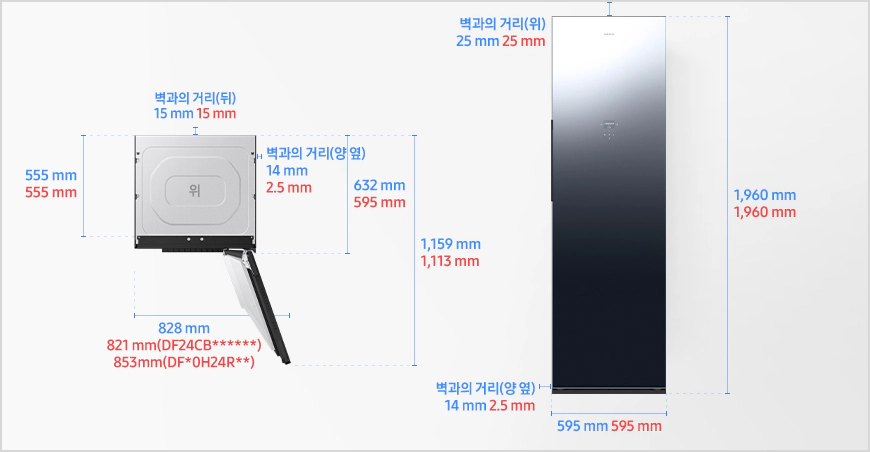 벽과의 거리(위)
25 mm 25 mm
벽과의 거리(뒤)
15 mm 15 mm
벽과의 거리(양 옆)
14 mm
2.5 mm
555 mm
555 mm
위
632 mm
595 mm
1,159 mm
1,113 mm
828 mm
821 mm(DF24CB******)
853mm(DF*0H24R**)
1,960 mm
1,960 mm
벽과의 거리(양 옆)
14 mm 2.5 mm
595 mm 595 mm